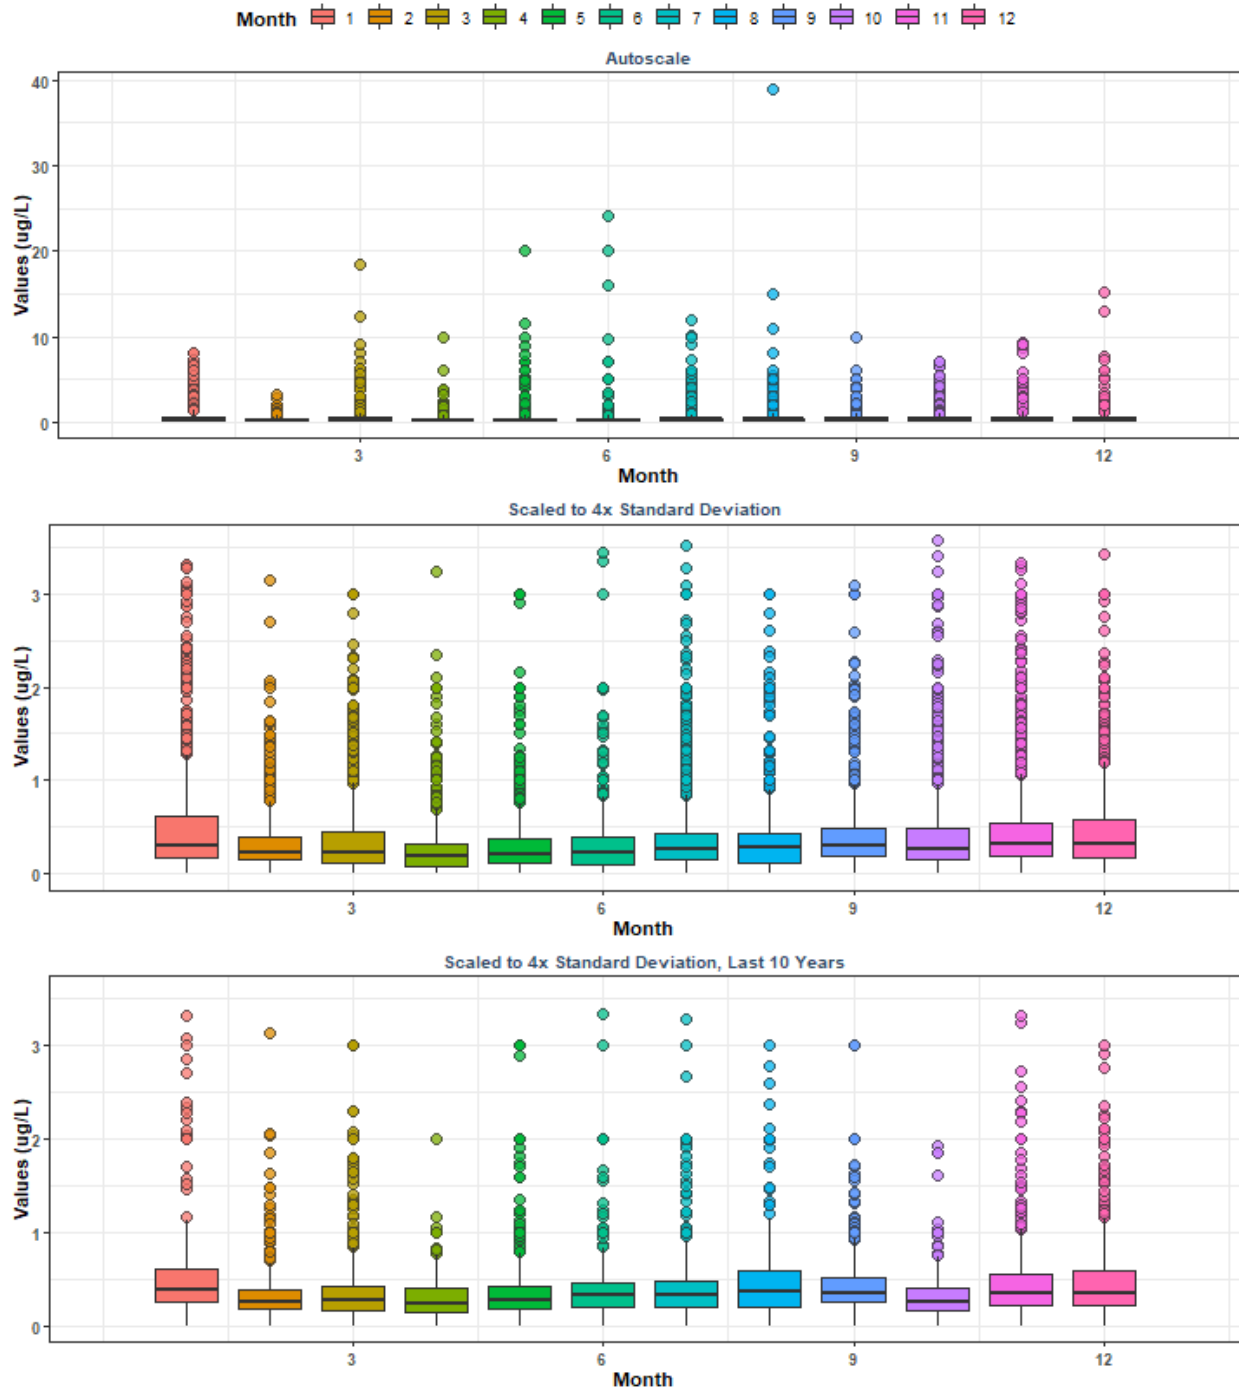 Month 1 2 3 4 5 6 7 8 9 10 11 12
Autoscale
Values (ug/L)
40
30
20
10
0
3 6 9 12
Month
Scaled to 4x Standard Deviation
Values (ug/L)
3
2
1
0
3 6 9 12
Month
Scaled to 4x Standard Deviation, Last 10 Years
Values (ug/L)
3
2
1
0
3 6 9 12
Month